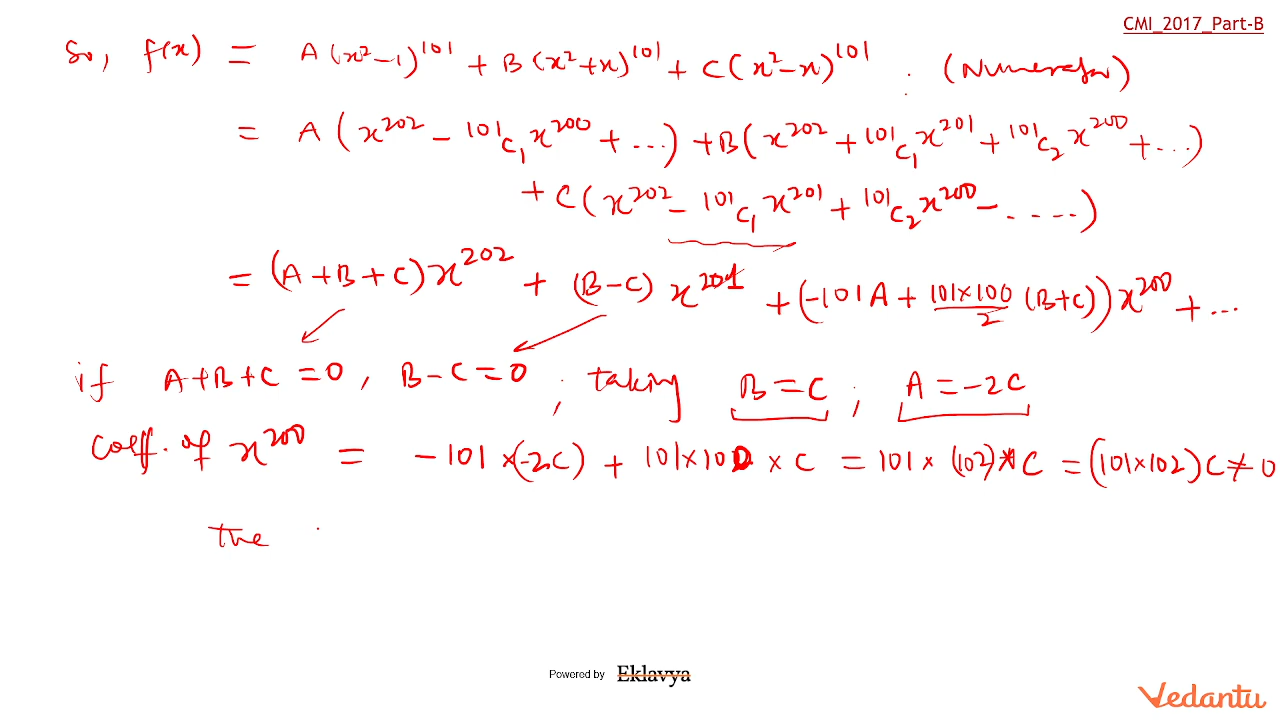 CMI_2017_Part-B
So, f(x) = A(x²-1)¹⁰¹ + B(x²+x)¹⁰¹ + C(x²-x)¹⁰¹ : (Numerator)
= A(x²⁰² - ¹⁰¹C₁x²⁰⁰ + ...) + B(x²⁰² + ¹⁰¹C₁x²⁰¹ + ¹⁰¹C₂x²⁰⁰ + ...)
+ C(x²⁰² - ¹⁰¹C₁x²⁰¹ + ¹⁰¹C₂x²⁰⁰ - .....)
= (A+B+C)x²⁰² + (B-C) x²⁰¹ + (-101A + 101×100/2 (B+C))x²⁰⁰ + ...
if A+B+C=0, B-C=0 ; taking B=C ; A=-2C
Coeff. of x²⁰⁰ = -101×(-2C) + 101×100×C = 101×(102)*C = (101×102)C≠0
The
Powered by Eklavya
Vedantu